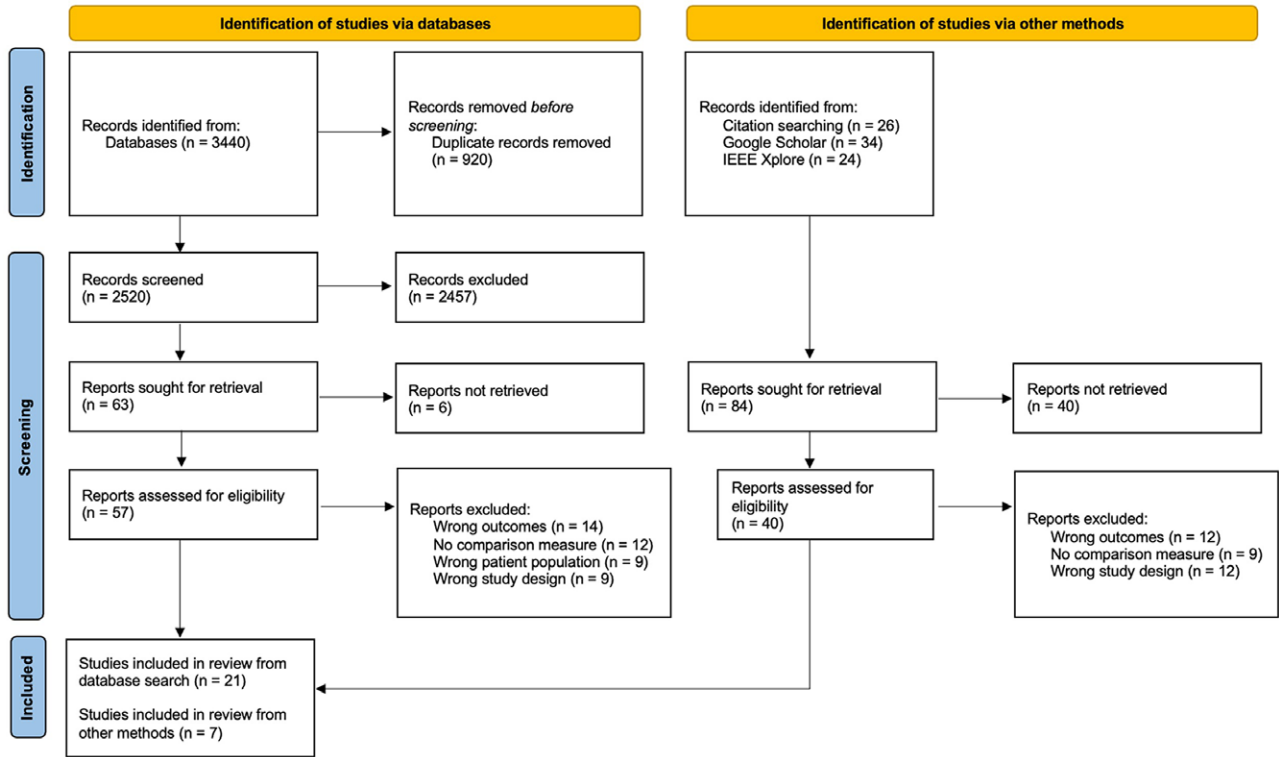 Identification of studies via databases
Identification of studies via other methods
Identification
Records identified from:
Databases (n = 3440)
Records removed before
screening:
Duplicate records removed
(n = 920)
Records identified from:
Citation searching (n = 26)
Google Scholar (n = 34)
IEEE Xplore (n = 24)
Screening
Records screened
(n = 2520)
Records excluded
(n = 2457)
Reports sought for retrieval
(n = 63)
Reports not retrieved
(n = 6)
Reports sought for retrieval
(n = 84)
Reports not retrieved
(n = 40)
Reports assessed for eligibility
(n = 57)
Reports excluded:
Wrong outcomes (n = 14)
No comparison measure (n = 12)
Wrong patient population (n = 9)
Wrong study design (n = 9)
Reports assessed for
eligibility
(n = 40)
Reports excluded:
Wrong outcomes (n = 12)
No comparison measure (n = 9)
Wrong study design (n = 12)
Included
Studies included in review from
database search (n = 21)
Studies included in review from
other methods (n = 7)